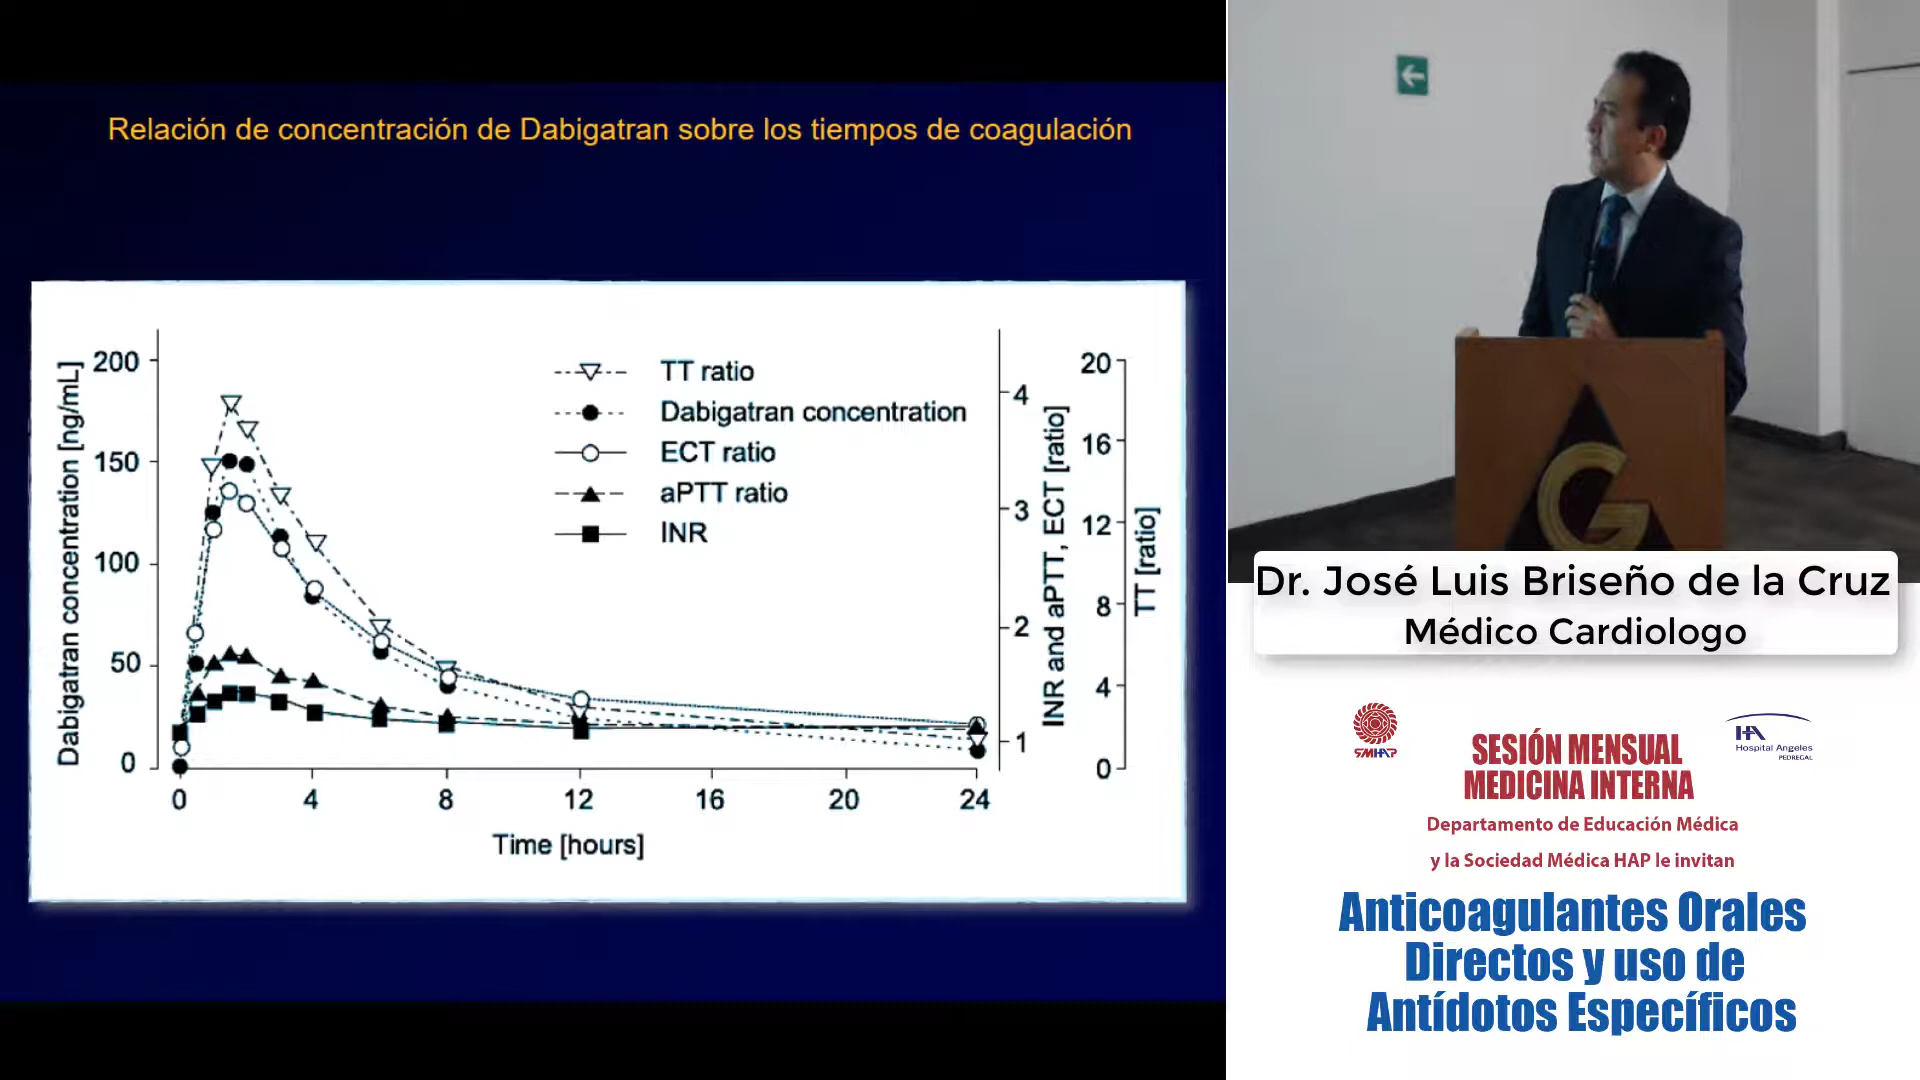 Relación de concentración de Dabigatran sobre los tiempos de coagulación
Dabigatran concentration [ng/mL]
200
150
100
50
0
TT ratio
Dabigatran concentration
ECT ratio
aPTT ratio
INR
4
3
2
1
INR and aPTT, ECT [ratio]
20
16
12
8
4
0
TT [ratio]
0 4 8 12 16 20 24
Time [hours]
G
Dr. José Luis Briseño de la Cruz
Médico Cardiologo
SMHAP
HA
Hospital Angeles
PEDREGAL
SESIÓN MENSUAL
MEDICINA INTERNA
Departamento de Educación Médica
y la Sociedad Médica HAP le invitan
Anticoagulantes Orales
Directos y uso de
Antídotos Específicos